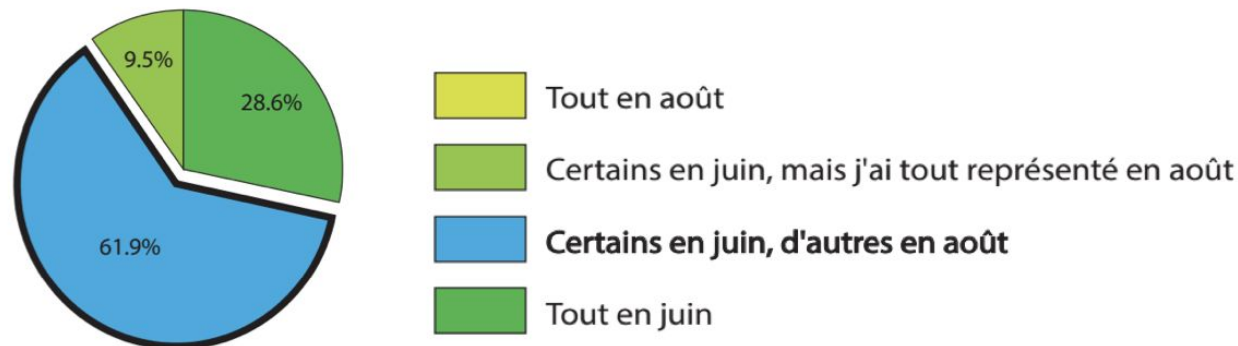 9.5%
28.6%
61.9%
Tout en août
Certains en juin, mais j'ai tout représenté en août
Certains en juin, d'autres en août
Tout en juin